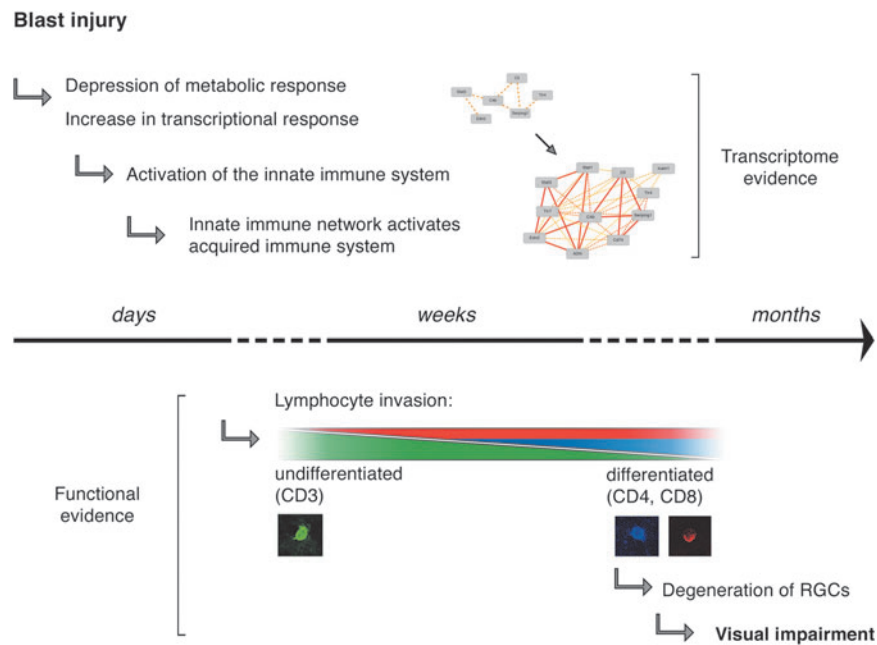 Blast injury
Depression of metabolic response
Increase in transcriptional response
Activation of the innate immune system
Innate immune network activates
acquired immune system
Transcriptome
evidence
days
weeks
months
Lymphocyte invasion:
undifferentiated
(CD3)
differentiated
(CD4, CD8)
Functional
evidence
Degeneration of RGCs
Visual impairment